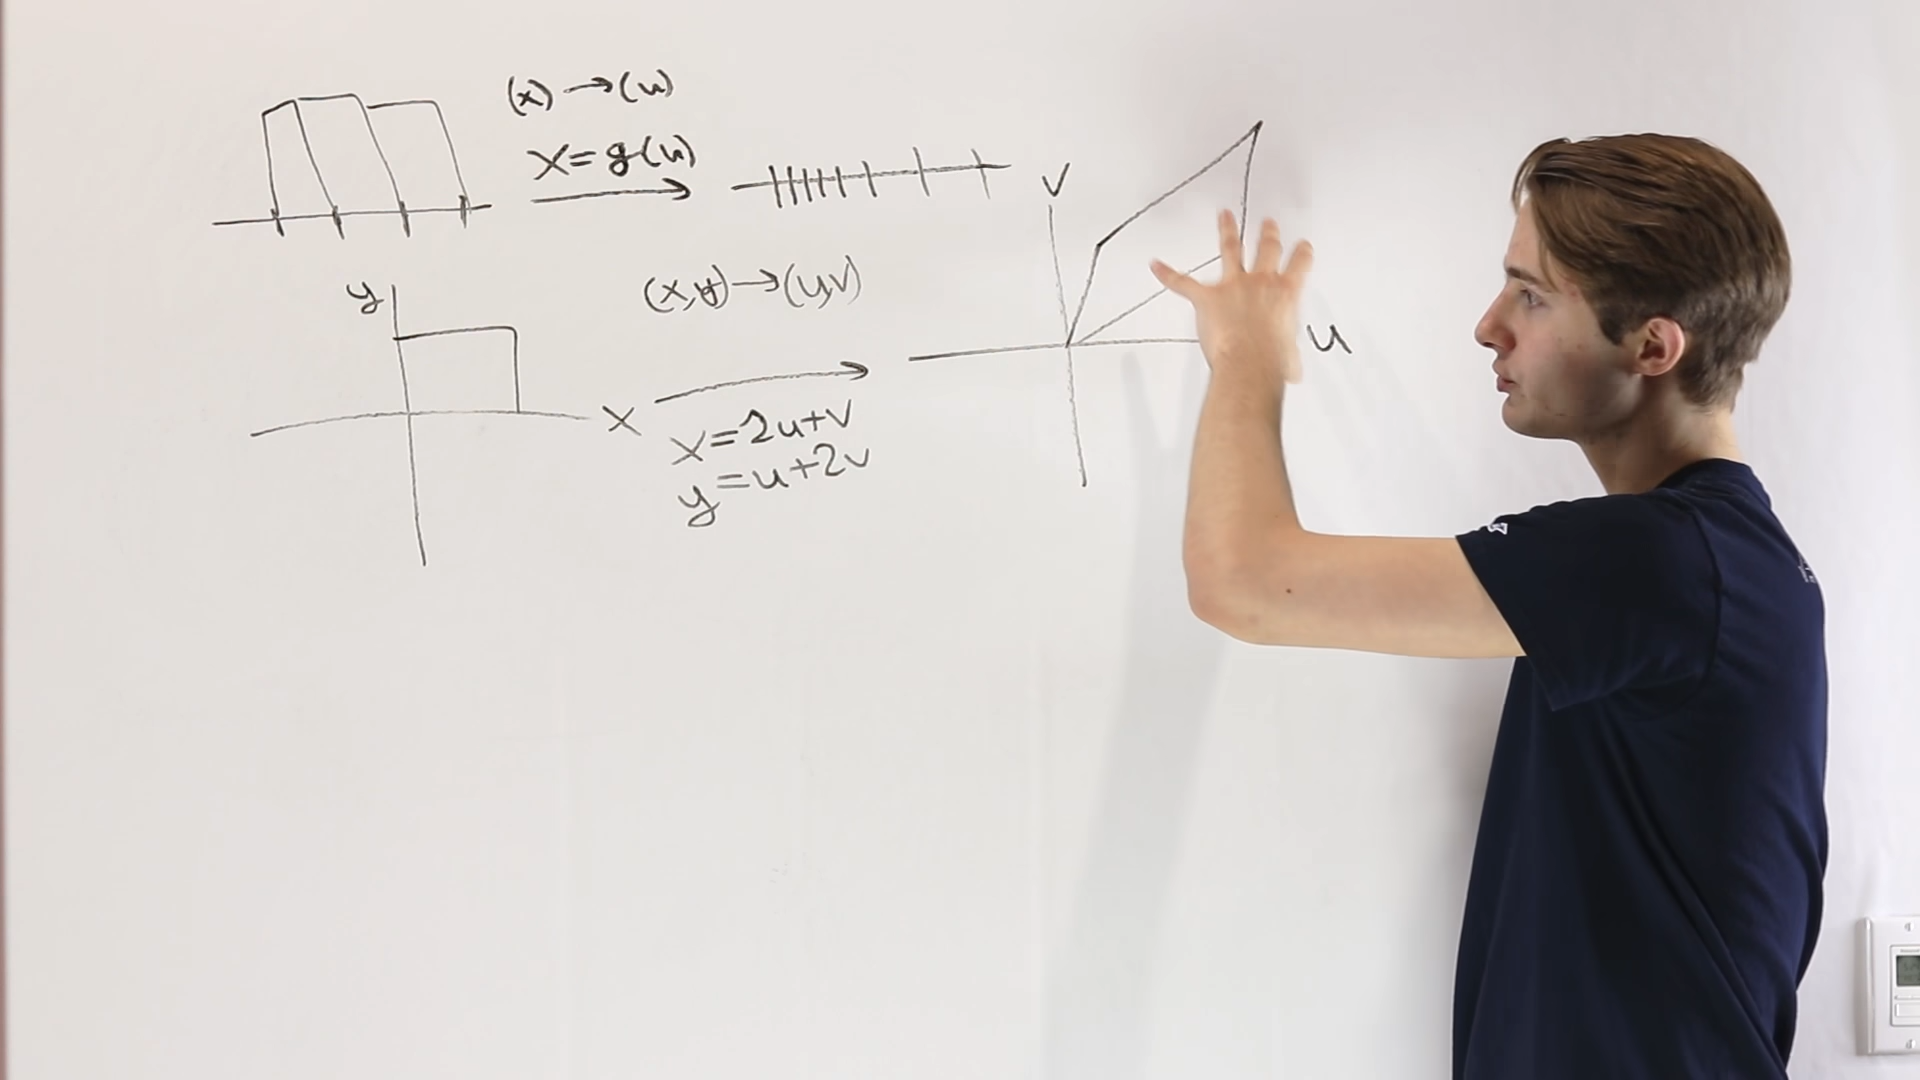 (x) → (u)
x = g(u)
y
x
(x,y) → (u,v)
x = 2u+v
y = u+2v
v
u